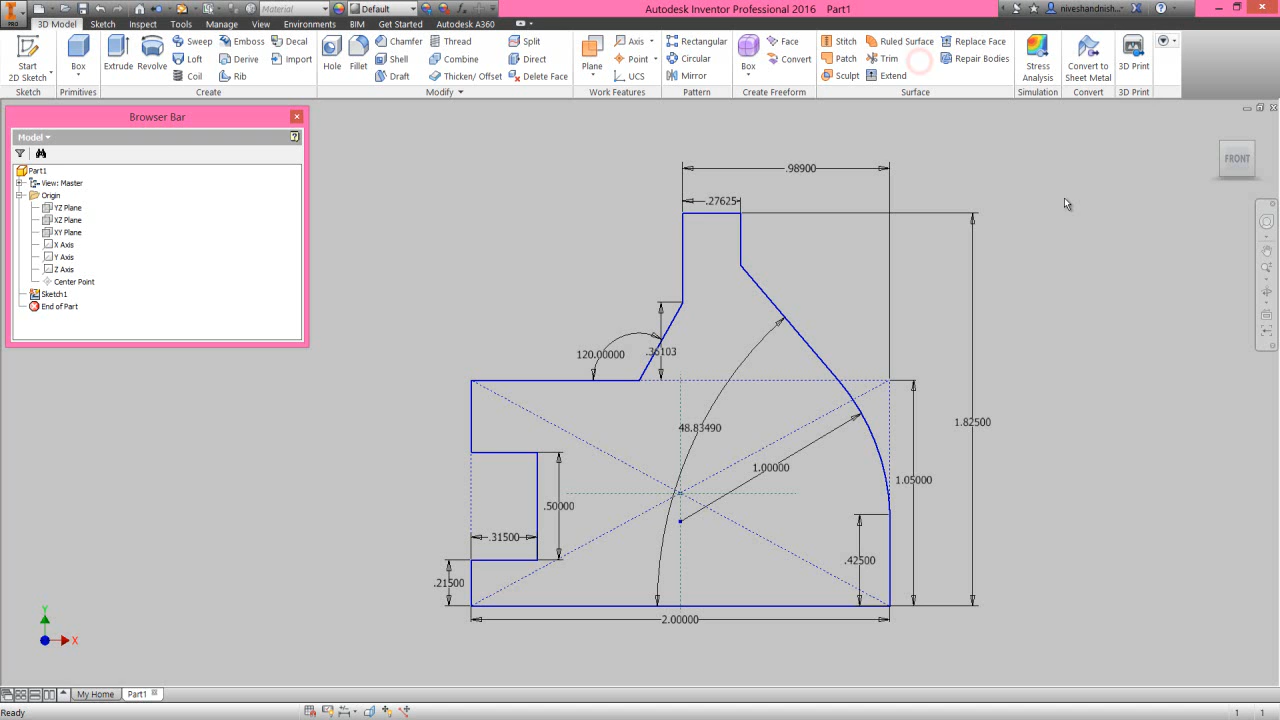 PRO
Material
Default
Autodesk Inventor Professional 2016 Part1
niveshandnish...
3D Model Sketch Inspect Tools Manage View Environments BIM Get Started Autodesk A360
Start 2D Sketch
Box
Extrude Revolve
Sweep Emboss Decal
Loft Derive Import
Coil Rib
Hole Fillet
Chamfer Thread Split
Shell Combine Direct
Draft Thicken/ Offset Delete Face
Plane
Axis
Point
UCS
Rectangular
Circular
Mirror
Box
Face
Convert
Stitch Ruled Surface Replace Face
Patch Trim Repair Bodies
Sculpt Extend
Stress Analysis
Convert to Sheet Metal
3D Print
Sketch Primitives Create Modify Work Features Pattern Create Freeform Surface Simulation Convert 3D Print
Browser Bar
Model
Part1
View: Master
Origin
YZ Plane
XZ Plane
XY Plane
X Axis
Y Axis
Z Axis
Center Point
Sketch1
End of Part
FRONT
.98900
.27625
120.00000
.36103
48.83490
1.82500
1.00000
1.05000
.50000
.31500
.42500
.21500
2.00000
Y
X
My Home Part1
Ready
1 1